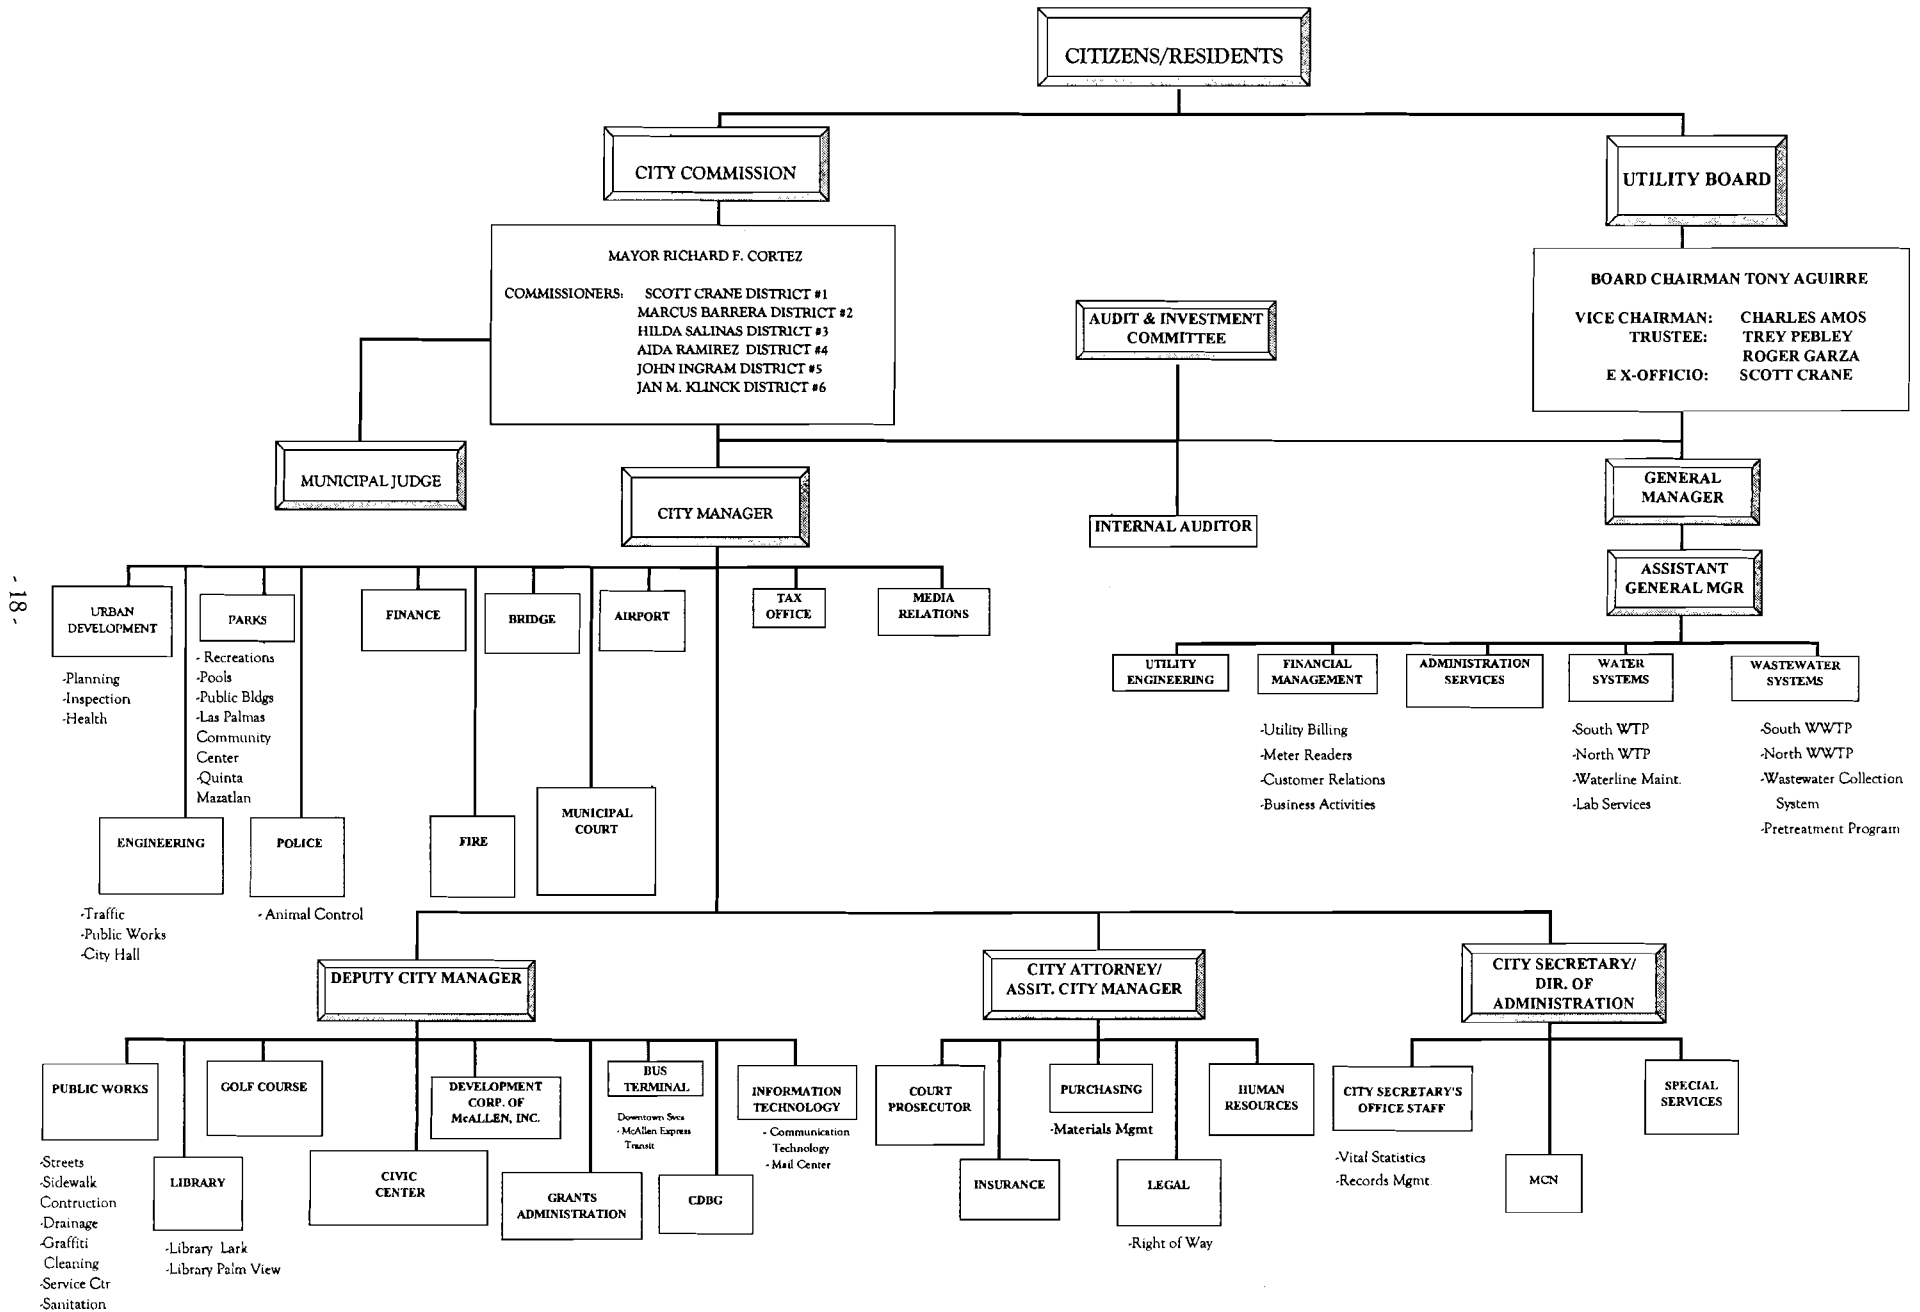 CITIZENS/RESIDENTS
CITY COMMISSION
UTILITY BOARD
MAYOR RICHARD F. CORTEZ
COMMISSIONERS: SCOTT CRANE DISTRICT #1
MARCUS BARRERA DISTRICT #2
HILDA SALINAS DISTRICT #3
AIDA RAMIREZ DISTRICT #4
JOHN INGRAM DISTRICT #5
JAN M. KLINCK DISTRICT #6
AUDIT & INVESTMENT
COMMITTEE
BOARD CHAIRMAN TONY AGUIRRE
VICE CHAIRMAN: CHARLES AMOS
TRUSTEE: TREY PEBLEY
ROGER GARZA
EX-OFFICIO: SCOTT CRANE
MUNICIPAL JUDGE
CITY MANAGER
INTERNAL AUDITOR
GENERAL
MANAGER
ASSISTANT
GENERAL MGR
- 18 -
URBAN
DEVELOPMENT
-Planning
-Inspection
-Health
PARKS
- Recreations
-Pools
-Public Bldgs
-Las Palmas
Community
Center
-Quinta
Mazatlan
FINANCE
BRIDGE
AIRPORT
TAX
OFFICE
MEDIA
RELATIONS
UTILITY
ENGINEERING
FINANCIAL
MANAGEMENT
-Utility Billing
-Meter Readers
-Customer Relations
-Business Activities
ADMINISTRATION
SERVICES
WATER
SYSTEMS
-South WTP
-North WTP
-Waterline Maint.
-Lab Services
WASTEWATER
SYSTEMS
-South WWTP
-North WWTP
-Wastewater Collection
System
-Pretreatment Program
ENGINEERING
-Traffic
-Public Works
-City Hall
POLICE
- Animal Control
FIRE
MUNICIPAL
COURT
DEPUTY CITY MANAGER
CITY ATTORNEY/
ASSIT. CITY MANAGER
CITY SECRETARY/
DIR. OF
ADMINISTRATION
PUBLIC WORKS
-Streets
-Sidewalk
Contruction
-Drainage
-Graffiti
Cleaning
-Service Ctr
-Sanitation
LIBRARY
-Library Lark
-Library Palm View
GOLF COURSE
CIVIC
CENTER
DEVELOPMENT
CORP. OF
McALLEN, INC.
GRANTS
ADMINISTRATION
BUS
TERMINAL
Downtown Svcs
- McAllen Express
Transit
CDBG
INFORMATION
TECHNOLOGY
- Communication
Technology
- Mail Center
COURT
PROSECUTOR
INSURANCE
PURCHASING
-Materials Mgmt
LEGAL
-Right of Way
HUMAN
RESOURCES
CITY SECRETARY'S
OFFICE STAFF
-Vital Statistics
-Records Mgmt.
MCN
SPECIAL
SERVICES